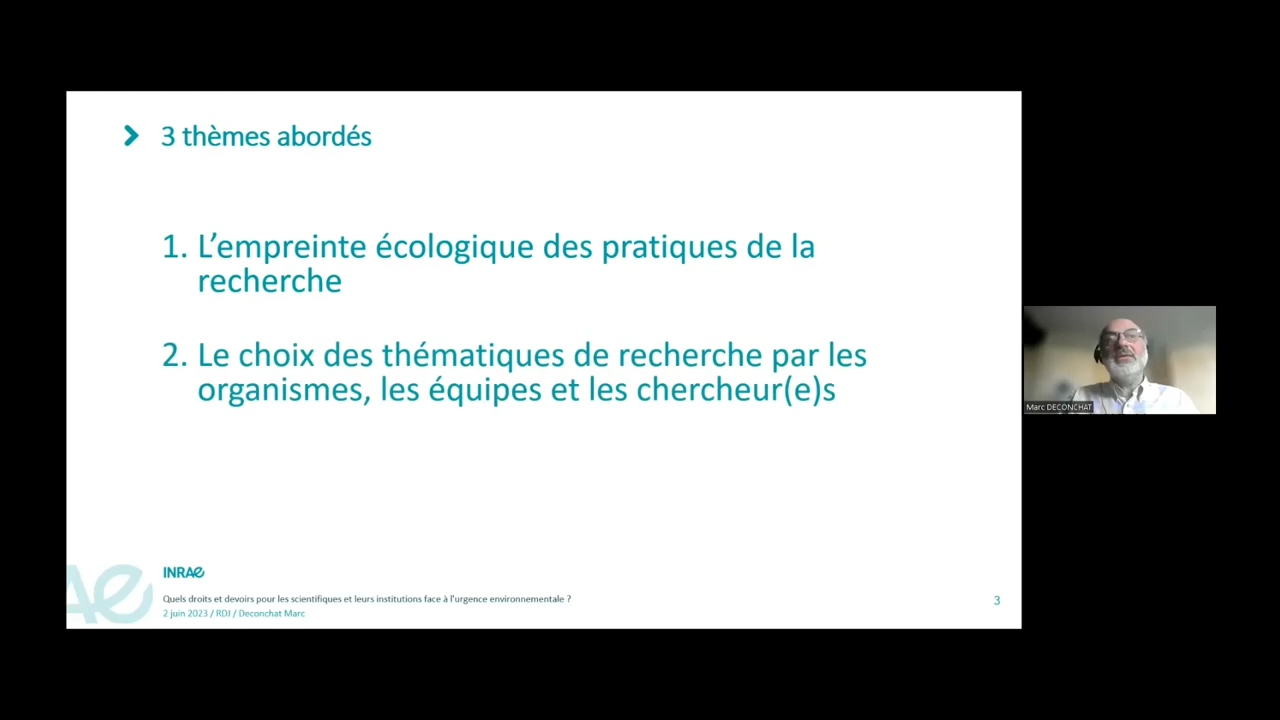 3 thèmes abordés
1. L'empreinte écologique des pratiques de la
recherche
2. Le choix des thématiques de recherche par les
organismes, les équipes et les chercheur(e)s
Marc DECONCHAT
INRAE
Quels droits et devoirs pour les scientifiques et leurs institutions face à l'urgence environnementale ?
2 juin 2023 / RDJ / Deconchat Marc
3